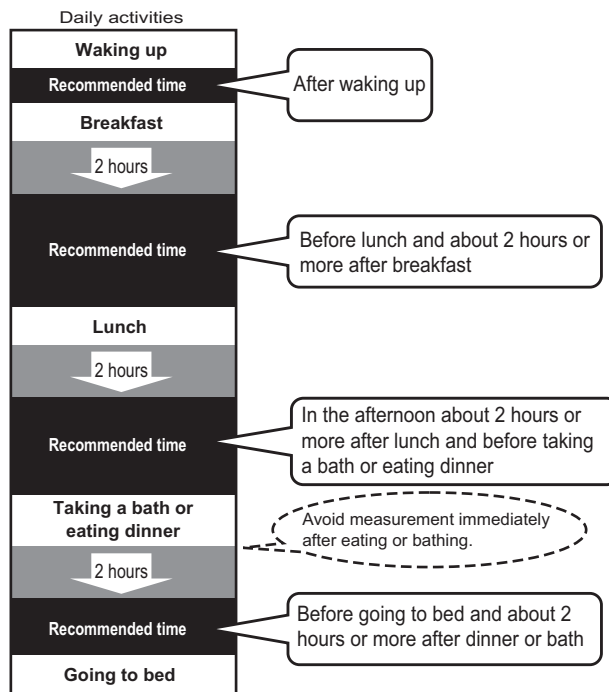 Daily activities
Waking up
Recommended time
After waking up
Breakfast
2 hours
Recommended time
Before lunch and about 2 hours or
more after breakfast
Lunch
2 hours
Recommended time
In the afternoon about 2 hours or
more after lunch and before taking
a bath or eating dinner
Taking a bath or
eating dinner
Avoid measurement immediately
after eating or bathing.
2 hours
Recommended time
Before going to bed and about 2
hours or more after dinner or bath
Going to bed